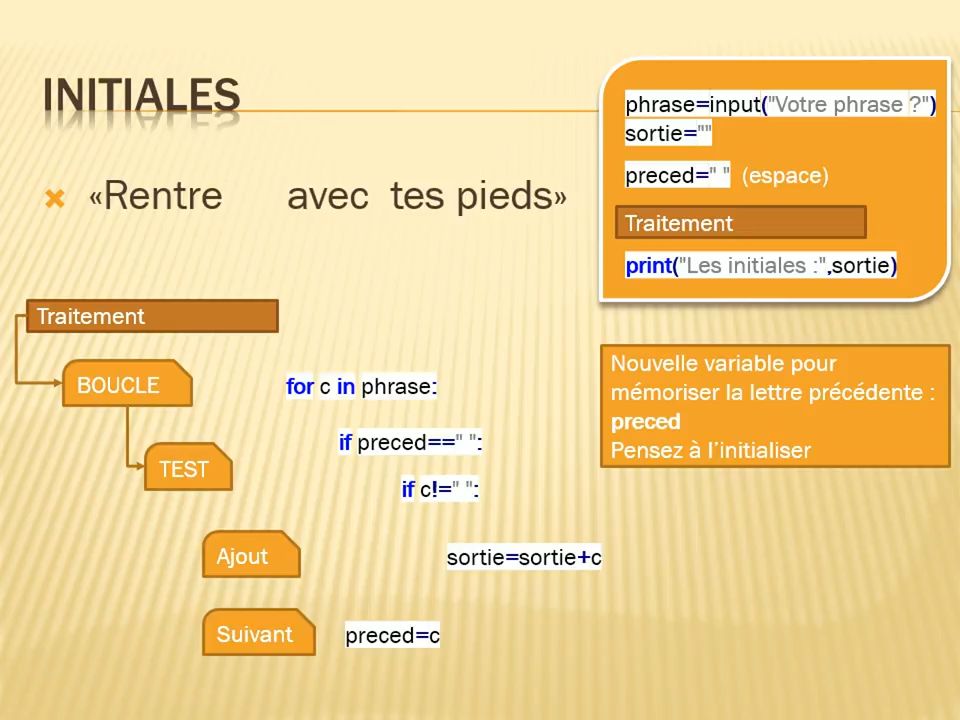 INITIALES
«Rentre avec tes pieds»
phrase=input("Votre phrase ?")
sortie=""
preced=" " (espace)
Traitement
print("Les initiales :",sortie)
Traitement
BOUCLE
for c in phrase:
Nouvelle variable pour
mémoriser la lettre précédente :
preced
Pensez à l'initialiser
TEST
if preced==" ":
if c!=" ":
Ajout
sortie=sortie+c
Suivant
preced=c